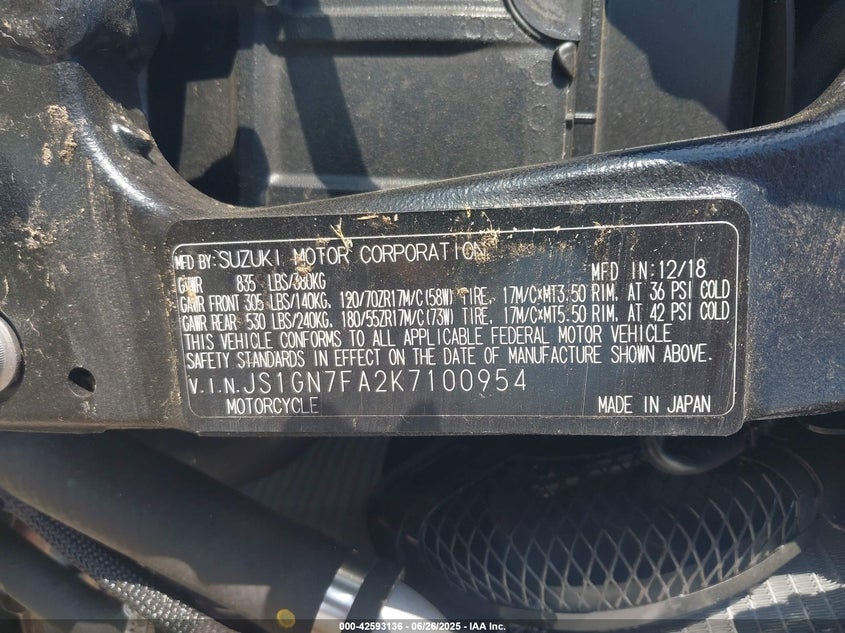 MFD BY: SUZUKI MOTOR CORPORATION
GVWR 835 LBS/380KG MFD IN: 12/18
GAWR FRONT 305 LBS/140KG, 120/70ZR17M/C(58W) TIRE, 17M/C×MT3.50 RIM, AT 36 PSI COLD
GAWR REAR 530 LBS/240KG, 180/55ZR17M/C(73W) TIRE, 17M/C×MT5.50 RIM, AT 42 PSI COLD
THIS VEHICLE CONFORMS TO ALL APPLICABLE FEDERAL MOTOR VEHICLE
SAFETY STANDARDS IN EFFECT ON THE DATE OF MANUFACTURE SHOWN ABOVE.
V.I.N. JS1GN7FA2K7100954
MOTORCYCLE MADE IN JAPAN
000-42593136 - 06/26/2025 - IAA Inc.